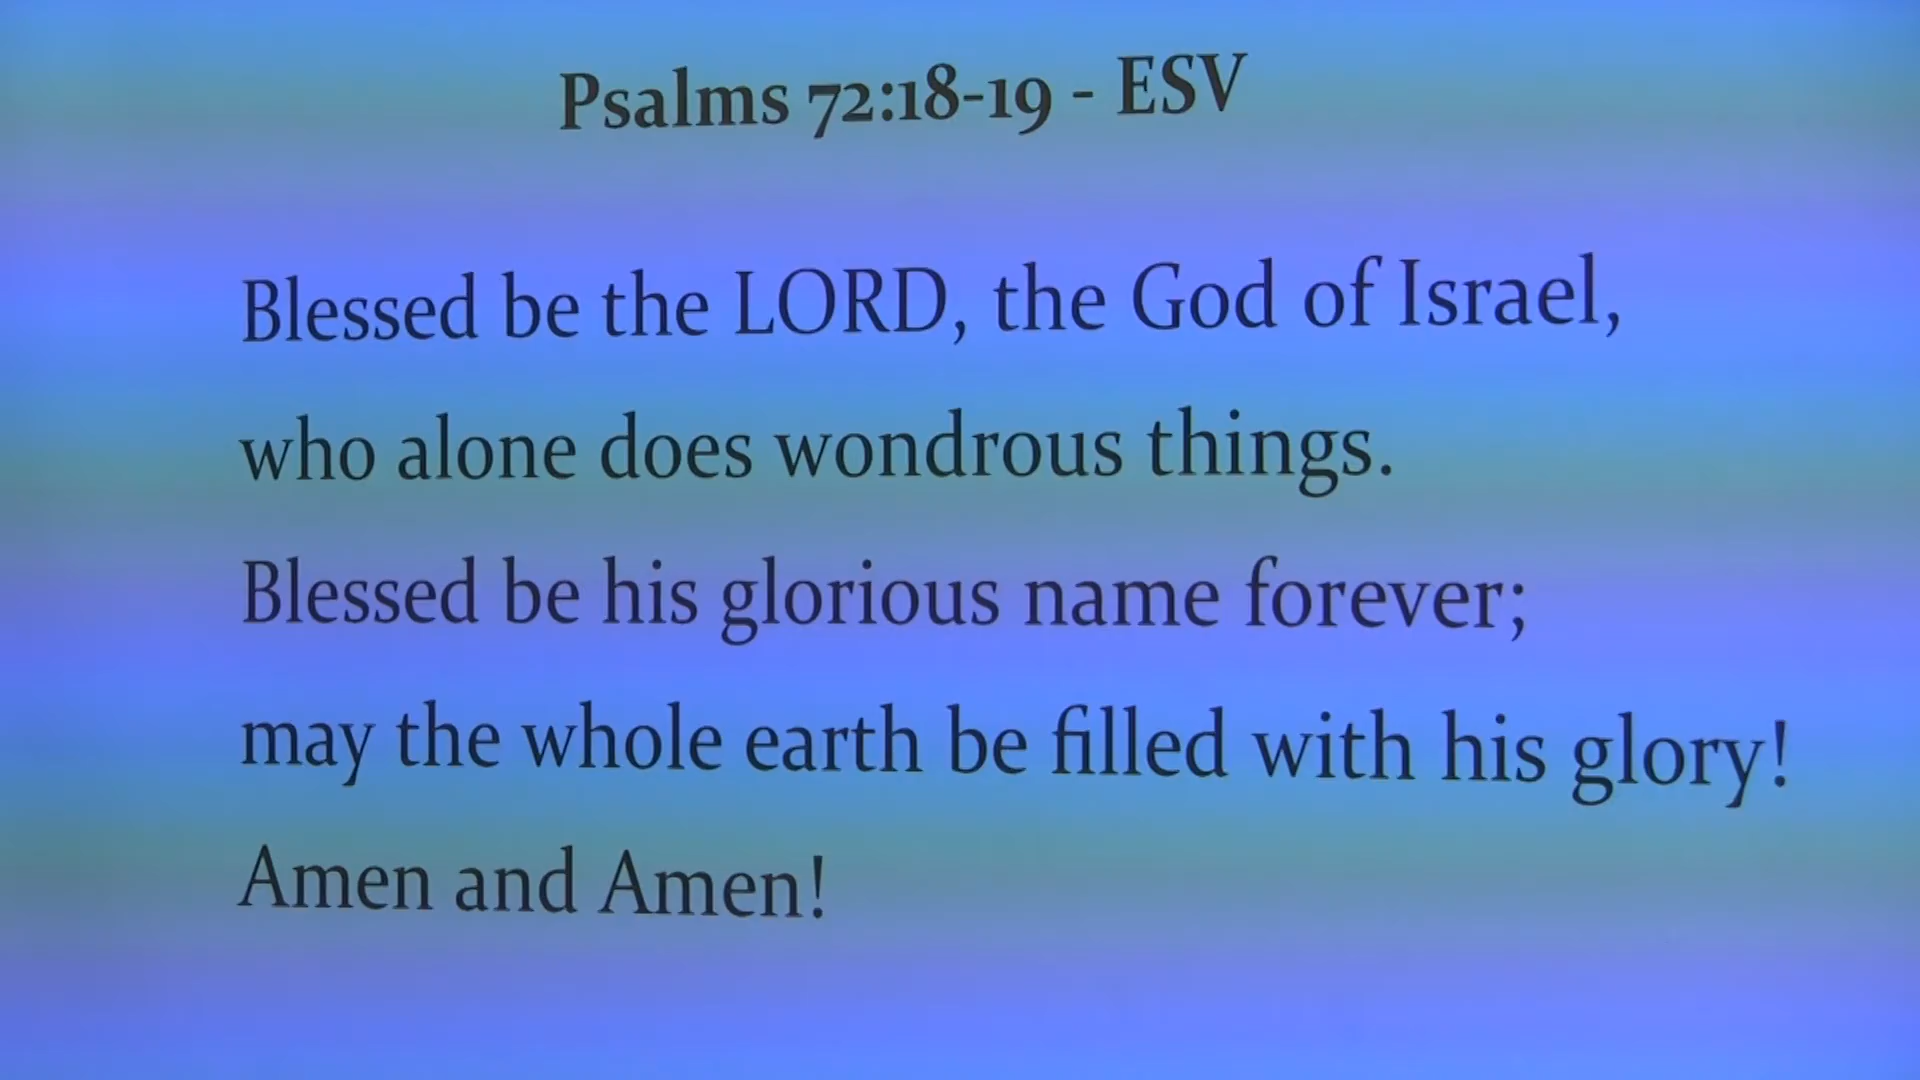 Psalms 72:18-19 - ESV
Blessed be the LORD, the God of Israel,
who alone does wondrous things.
Blessed be his glorious name forever;
may the whole earth be filled with his glory!
Amen and Amen!